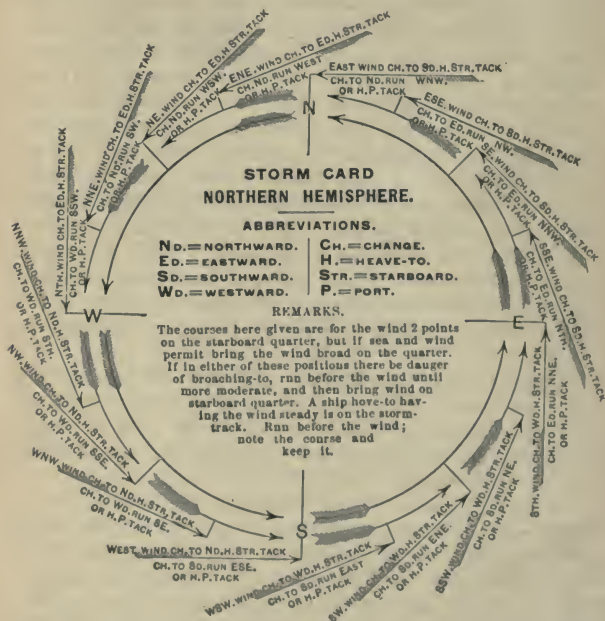 N
EAST WIND CH. TO SD. H. STR. TACK
CH. TO ND. RUN WNW.
OR H. P. TACK
ESE. WIND CH. TO SD. H. STR. TACK
CH. TO ED. RUN NW.
OR H. P. TACK
SE. WIND CH. TO SD. H. STR. TACK
CH. TO ED. RUN NNW.
OR H. P. TACK
SSE. WIND CH. TO SD. H. STR. TACK
CH. TO ED. RUN NTH.
OR H. P. TACK
E
STH. WIND CH. TO WD. H. STR. TACK
CH. TO ED. RUN NNE.
OR H. P. TACK
SSW. WIND CH. TO WD. H. STR. TACK
CH. TO SD. RUN NE.
OR H. P. TACK
SW. WIND CH. TO WD. H. STR. TACK
CH. TO SD. RUN ENE.
OR H. P. TACK
WSW. WIND CH. TO WD. H. STR. TACK
CH. TO SD. RUN EAST
OR H. P. TACK
S
WEST WIND CH. TO ND. H. STR. TACK
CH. TO SD. RUN ESE.
OR H. P. TACK
WNW. WIND CH. TO ND. H. STR. TACK
CH. TO WD. RUN SE.
OR H. P. TACK
NW. WIND CH. TO ND. H. STR. TACK
CH. TO WD. RUN SSE.
OR H. P. TACK
NNW. WIND CH. TO ND. H. STR. TACK
CH. TO WD. RUN STH.
OR H. P. TACK
W
NTH. WIND CH. TO ED. H. STR. TACK
CH. TO WD. RUN SSW.
OR H. P. TACK
NNE. WIND CH. TO ED. H. STR. TACK
CH. TO ND. RUN SW.
OR H. P. TACK
NE. WIND CH. TO ED. H. STR. TACK
CH. ND. RUN WSW.
OR H. P. TACK
ENE. WIND CH. TO ED. H. STR. TACK
CH. ND. RUN WEST
OR H. P. TACK
STORM CARD
NORTHERN HEMISPHERE.
ABBREVIATIONS.
ND.=NORTHWARD. CH.=CHANGE.
ED.=EASTWARD. H.=HEAVE-TO.
SD.=SOUTHWARD. STR.=STARBOARD.
WD.=WESTWARD. P.=PORT.
REMARKS.
The courses here given are for the wind 2 points
on the starboard quarter, but if sea and wind
permit bring the wind broad on the quarter.
If in either of these positions there be danger
of broaching-to, rnn before the wind until
more moderate, and then bring wind on
starboard quarter. A ship hove-to hav-
ing the wind steady is on the storm-
track. Rnn before the wind;
note the conrse and
keep it.